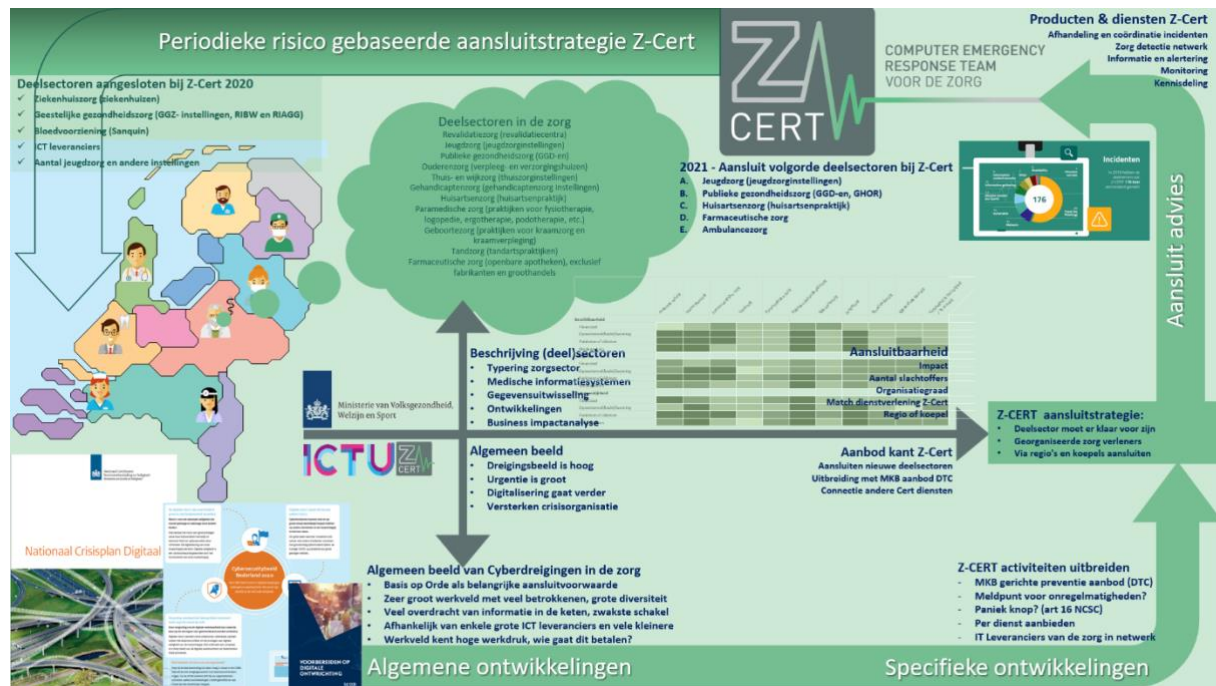 Periodieke risico gebaseerde aansluitstrategie Z-Cert
Z
CERT
COMPUTER EMERGENCY
RESPONSE TEAM
VOOR DE ZORG
Producten & diensten Z-Cert
Afhandeling en coördinatie incidenten
Zorg detectie netwerk
Informatie en alertering
Monitoring
Kennisdeling
Deelsectoren aangesloten bij Z-Cert 2020
✓ Ziekenhuiszorg (ziekenhuizen)
✓ Geestelijke gezondheidszorg (GGZ- instellingen, RIBW en RIAGG)
✓ Bloedvoorziening (Sanquin)
✓ ICT leveranciers
✓ Aantal jeugdzorg en andere instellingen
Deelsectoren in de zorg
Revalidatiezorg (revalidatiecentra)
Jeugdzorg (jeugdzorginstellingen)
Publieke gezondheidszorg (GGD-en)
Ouderenzorg (verpleeg- en verzorgingshuizen)
Thuis- en wijkzorg (thuiszorginstellingen)
Gehandicaptenzorg (gehandicaptenzorg instellingen)
Huisartsenzorg (huisartsenpraktijk)
Paramedische zorg (praktijken voor fysiotherapie,
logopedie, ergotherapie, podotherapie, etc.)
Geboortezorg (praktijken voor kraamzorg en
kraamverpleging)
Tandzorg (tandartspraktijken)
Farmaceutische zorg (openbare apotheken), exclusief
fabrikanten en groothandels
2021 - Aansluit volgorde deelsectoren bij Z-Cert
A. Jeugdzorg (jeugdzorginstellingen)
B. Publieke gezondheidszorg (GGD-en, GHOR)
C. Huisartsenzorg (huisartsenpraktijk)
D. Farmaceutische zorg
E. Ambulancezorg
Incidenten
176
Aansluit advies
Beschrijving (deel)sectoren
• Typering zorgsector
• Medische informatiesystemen
• Gegevensuitwisseling
• Ontwikkelingen
• Business impactanalyse
Aansluitbaarheid
Impact
Aantal slachtoffers
Organisatiegraad
Match dienstverlening Z-Cert
Regio of koepel
Ministerie van Volksgezondheid,
Welzijn en Sport
ICTU
Z
CERT
Z-CERT aansluitstrategie:
• Deelsector moet er klaar voor zijn
• Georganiseerde zorg verleners
• Via regio's en koepels aansluiten
Algemeen beeld
• Dreigingsbeeld is hoog
• Urgentie is groot
• Digitalisering gaat verder
• Versterken crisisorganisatie
Aanbod kant Z-Cert
Aansluiten nieuwe deelsectoren
Uitbreiding met MKB aanbod DTC
Connectie andere Cert diensten
Nationaal Crisisplan Digitaal
Cybersecuritybeeld
Nederland 2020
VOORBEREIDEN OP
DIGITALE
ONTWRICHTING
Algemeen beeld van Cyberdreigingen in de zorg
• Basis op Orde als belangrijke aansluitvoorwaarde
• Zeer groot werkveld met veel betrokkenen, grote diversiteit
• Veel overdracht van informatie in de keten, zwakste schakel
• Afhankelijk van enkele grote ICT leveranciers en vele kleinere
• Werkveld kent hoge werkdruk, wie gaat dit betalen?
Z-CERT activiteiten uitbreiden
- MKB gerichte preventie aanbod (DTC)
- Meldpunt voor onregelmatigheden?
- Paniek knop? (art 16 NCSC)
- Per dienst aanbieden
- IT Leveranciers van de zorg in netwerk
Algemene ontwikkelingen
Specifieke ontwikkelingen